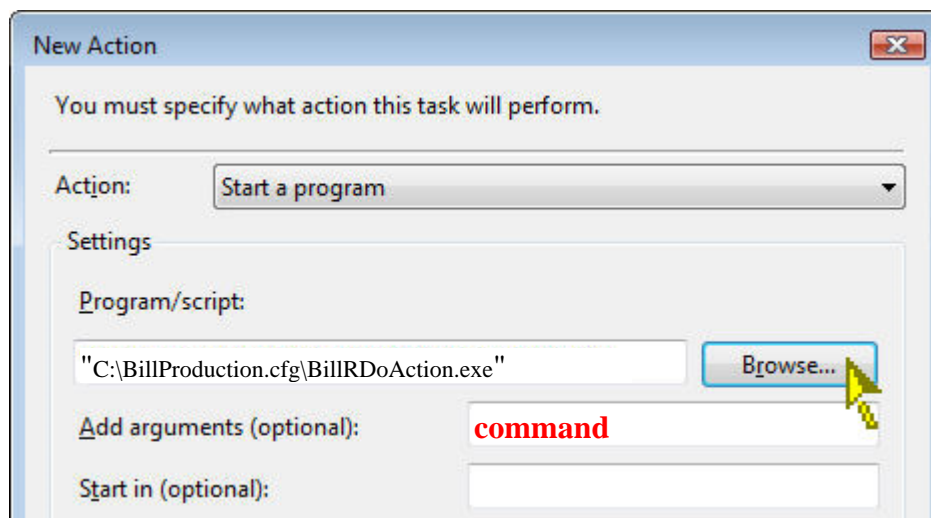 New Action
You must specify what action this task will perform.
Action: Start a program
Settings
Program/script:
"C:\BillProduction.cfg\BillRDoAction.exe" Browse...
Add arguments (optional): command
Start in (optional):